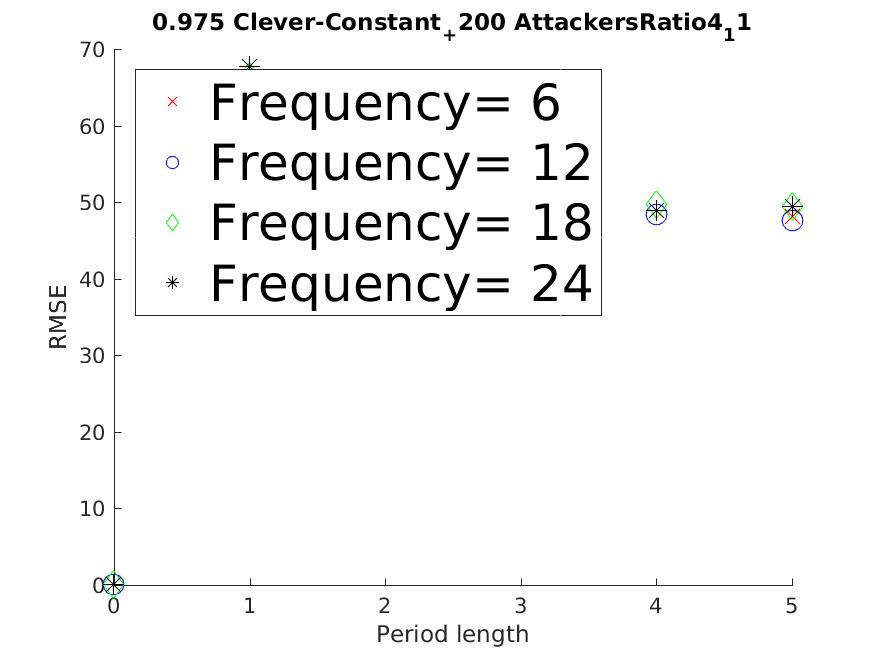 0.975 Clever-Constant+200 AttackersRatio411
70
60
50
40
30
20
10
0
RMSE
Frequency= 6
Frequency= 12
Frequency= 18
Frequency= 24
0 1 2 3 4 5
Period length